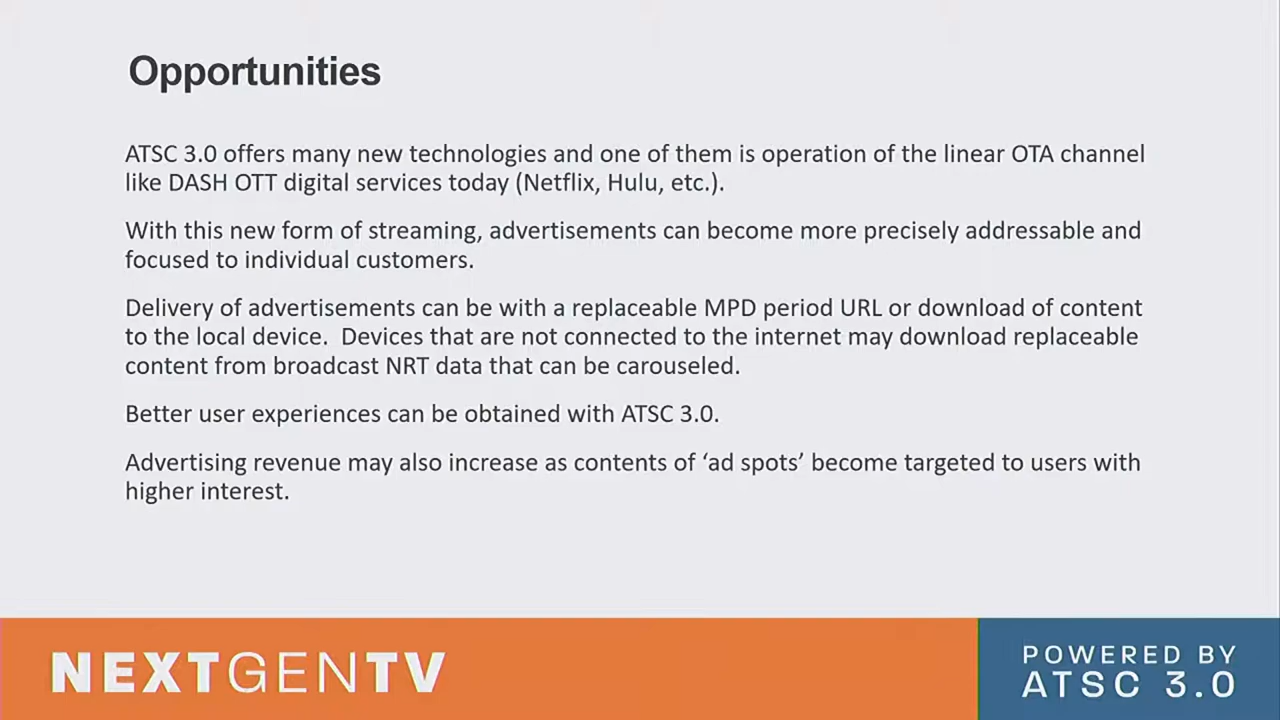 Opportunities
ATSC 3.0 offers many new technologies and one of them is operation of the linear OTA channel
like DASH OTT digital services today (Netflix, Hulu, etc.).
With this new form of streaming, advertisements can become more precisely addressable and
focused to individual customers.
Delivery of advertisements can be with a replaceable MPD period URL or download of content
to the local device.  Devices that are not connected to the internet may download replaceable
content from broadcast NRT data that can be carouseled.
Better user experiences can be obtained with ATSC 3.0.
Advertising revenue may also increase as contents of ‘ad spots’ become targeted to users with
higher interest.
NEXTGENTV
POWERED BY
ATSC 3.0